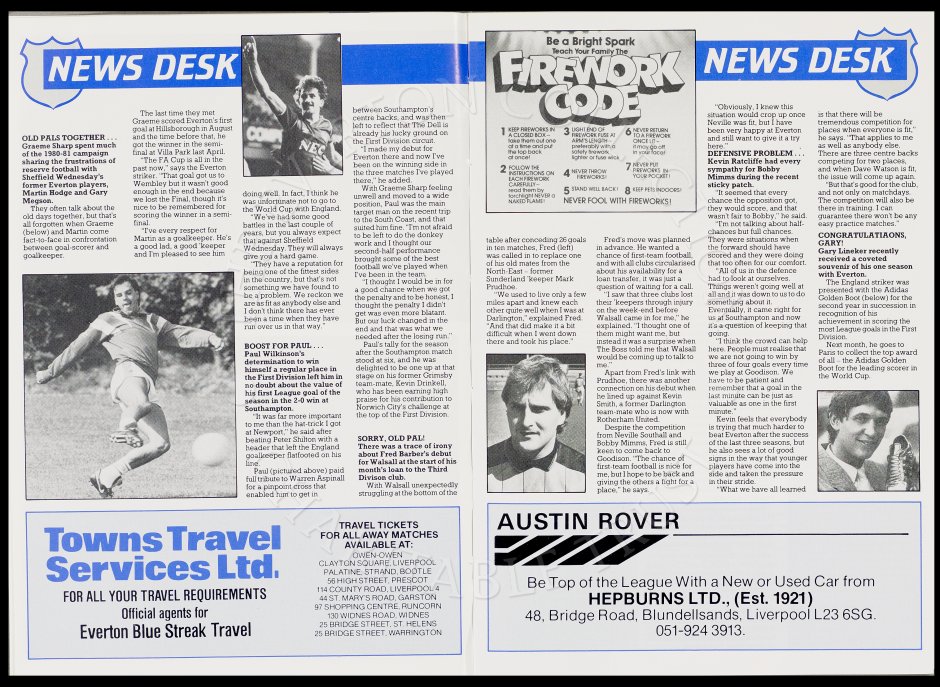 NEWS DESK
OLD PALS TOGETHER . . .
Graeme Sharp spent much
of the 1980-81 campaign
sharing the frustrations of
reserve football with
Sheffield Wednesday's
former Everton players,
Martin Hodge and Gary
Megson.
They often talk about the
old days together, but that's
all forgotten when Graeme
(below) and Martin come
face-to-face in confrontation
between goal-scorer and
goalkeeper.
The last time they met
Graeme scored Everton's first
goal at Hillsborough in August
and the time before that, he
got the winner in the semi-
final at Villa Park last April.
"The FA Cup is all in the
past now," says the Everton
striker. "That goal got us to
Wembley but it wasn't good
enough in the end because
we lost the Final, though it's
nice to be remembered for
scoring the winner in a semi-
final.
"I've every respect for
Martin as a goalkeeper. He's
a good lad, a good 'keeper
and I'm pleased to see him
doing well. In fact, I think he
was unfortunate not to go to
the World Cup with England.
"We've had some good
battles in the last couple of
years, but you always expect
that against Sheffield
Wednesday. They will always
give you a hard game.
"They have a reputation for
being one of the fittest sides
in the country, but that's not
something we have found to
be a problem. We reckon we
are as fit as anybody else and
I don't think there has ever
been a time when they have
run over us in that way."
BOOST FOR PAUL . . .
Paul Wilkinson's
determination to win
himself a regular place in
the First Division left him in
no doubt about the value of
his first League goal of the
season in the 2-0 win at
Southampton.
"It was far more important
to me than the hat-trick I got
at Newport," he said after
beating Peter Shilton with a
header that left the England
goalkeeper flatfooted on his
line.
Paul (pictured above) paid
full tribute to Warren Aspinall
for a pinpoint cross that
enabled him to get in
between Southampton's
centre backs, and was then
left to reflect that The Dell is
already his lucky ground on
the First Division circuit.
"I made my debut for
Everton there and now I've
been on the winning side in
the three matches I've played
there," he added.
With Graeme Sharp feeling
unwell and moved to a wide
position, Paul was the main
target man on the recent trip
to the South Coast, and that
suited him fine. "I'm not afraid
to be left to do the donkey
work and I thought our
second-half performance
brought some of the best
football we've played when
I've been in the team.
"I thought I would be in for
a good chance when we got
the penalty and to be honest, I
thought the penalty I didn't
get was even more blatant.
But our luck changed in the
end and that was what we
needed after the losing run."
Paul's tally for the season
after the Southampton match
stood at six, and he was
delighted to be one up at that
stage on his former Grimsby
team-mate, Kevin Drinkell,
who has been earning high
praise for his contribution to
Norwich City's challenge at
the top of the First Division.
SORRY, OLD PAL!
There was a trace of irony
about Fred Barber's debut
for Walsall at the start of his
month's loan to the Third
Divison club.
With Walsall unexpectedly
struggling at the bottom of the
Towns Travel
Services Ltd.
FOR ALL YOUR TRAVEL REQUIREMENTS
Official agents for
Everton Blue Streak Travel
TRAVEL TICKETS
FOR ALL AWAY MATCHES
AVAILABLE AT:
OWEN-OWEN
CLAYTON SQUARE, LIVERPOOL
PALATINE, STRAND, BOOTLE
56 HIGH STREET, PRESCOT
114 COUNTY ROAD, LIVERPOOL 4
44 ST. MARY'S ROAD, GARSTON
97 SHOPPING CENTRE, RUNCORN
130 WIDNES ROAD, WIDNES
25 BRIDGE STREET, ST. HELENS
25 BRIDGE STREET, WARRINGTON
Be a Bright Spark
Teach Your Family The
FIREWORK
CODE
1 KEEP FIREWORKS IN
A CLOSED BOX –
take them out one
at a time and put
the top back
at once!
2 FOLLOW THE
INSTRUCTIONS ON
EACH FIREWORK
CAREFULLY –
read them by
torchlight NEVER A
NAKED FLAME!
3 LIGHT END OF
FIREWORK FUSE AT
ARM'S LENGTH –
preferably with a
safety firework
lighter or fuse wick
4 NEVER THROW
FIREWORKS!
5 STAND WELL BACK!
6 NEVER RETURN
TO A FIREWORK
ONCE LIT –
it may go off
in your face!
7 NEVER PUT
FIREWORKS IN
YOUR POCKET!
8 KEEP PETS INDOORS!
NEVER FOOL WITH FIREWORKS!
table after conceding 26 goals
in ten matches, Fred (left)
was called in to replace one
of his old mates from the
North-East – former
Sunderland 'keeper Mark
Prudhoe.
"We used to live only a few
miles apart and knew each
other quite well when I was at
Darlington," explained Fred.
"And that did make it a bit
difficult when I went down
there and took his place."
Fred's move was planned
in advance. He wanted a
chance of first-team football,
and with all clubs circularised
about his availability for a
loan transfer, it was just a
question of waiting for a call.
"I saw that three clubs lost
their 'keepers through injury
on the week-end before
Walsall came in for me," he
explained. "I thought one of
them might want me, but
instead it was a surprise when
The Boss told me that Walsall
would be coming up to talk to
me."
Apart from Fred's link with
Prudhoe, there was another
connection on his debut when
he lined up against Kevin
Smith, a former Darlington
team-mate who is now with
Rotherham United.
Despite the competition
from Neville Southall and
Bobby Mimms, Fred is still
keen to come back to
Goodison. "The chance of
first-team football is nice for
me, but I hope to be back and
giving the others a fight for a
place," he says.
NEWS DESK
"Obviously, I knew this
situation would crop up once
Neville was fit, but I have
been very happy at Everton
and still want to give it a try
here."
DEFENSIVE PROBLEM . . .
Kevin Ratcliffe had every
sympathy for Bobby
Mimms during the recent
sticky patch.
"It seemed that every
chance the opposition got,
they would score, and that
wasn't fair to Bobby," he said.
"I'm not talking about half-
chances but full chances.
They were situations when
the forward should have
scored and they were doing
that too often for our comfort.
"All of us in the defence
had to look at ourselves.
Things weren't going well at
all and it was down to us to do
something about it.
Eventually, it came right for
us at Southampton and now
it's a question of keeping that
going.
"I think the crowd can help
here. People must realise that
we are not going to win by
three of four goals every time
we play at Goodison. We
have to be patient and
remember that a goal in the
last minute can be just as
valuable as one in the first
minute."
Kevin feels that everybody
is trying that much harder to
beat Everton after the success
of the last three seasons, but
he also sees a lot of good
signs in the way that younger
players have come into the
side and taken the pressure
in their stride.
"What we have all learned
is that there will be
tremendous competition for
places when everyone is fit,"
he says. "That applies to me
as well as anybody else.
There are three centre backs
competing for two places,
and when Dave Watson is fit,
the issue will come up again.
"But that's good for the club,
and not only on matchdays.
The competition will also be
there in training. I can
guarantee there won't be any
easy practice matches."
CONGRATULATIAONS,
GARY!
Gary Lineker recently
received a coveted
souvenir of his one season
with Everton.
The England striker was
presented with the Adidas
Golden Boot (below) for the
second year in succession in
recognition of his
achievement in scoring the
most league goals in the First
Division.
Next month, he goes to
Paris to collect the top award
of all – the Adidas Golden
Boot for the leading scorer in
the World Cup.
AUSTIN ROVER
Be Top of the League With a New or Used Car from
HEPBURNS LTD., (Est. 1921)
48, Bridge Road, Blundellsands, Liverpool L23 6SG.
051-924 3913.